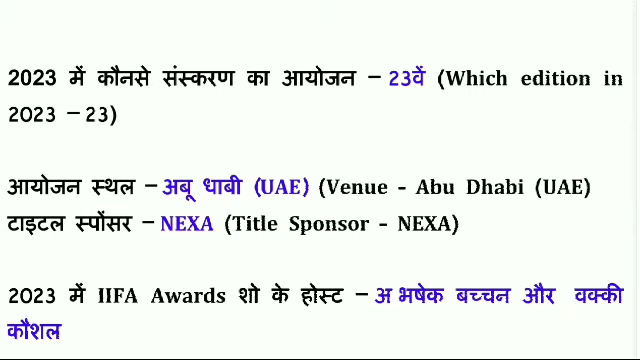 2023 में कौनसे संस्करण का आयोजन – 23वें (Which edition in
2023 – 23)
आयोजन स्थल – अबू धाबी (UAE) (Venue - Abu Dhabi (UAE)
टाइटल स्पोंसर – NEXA (Title Sponsor - NEXA)
2023 में IIFA Awards शो के होस्ट – अ भषेक बच्चन और वक्की
कौशल